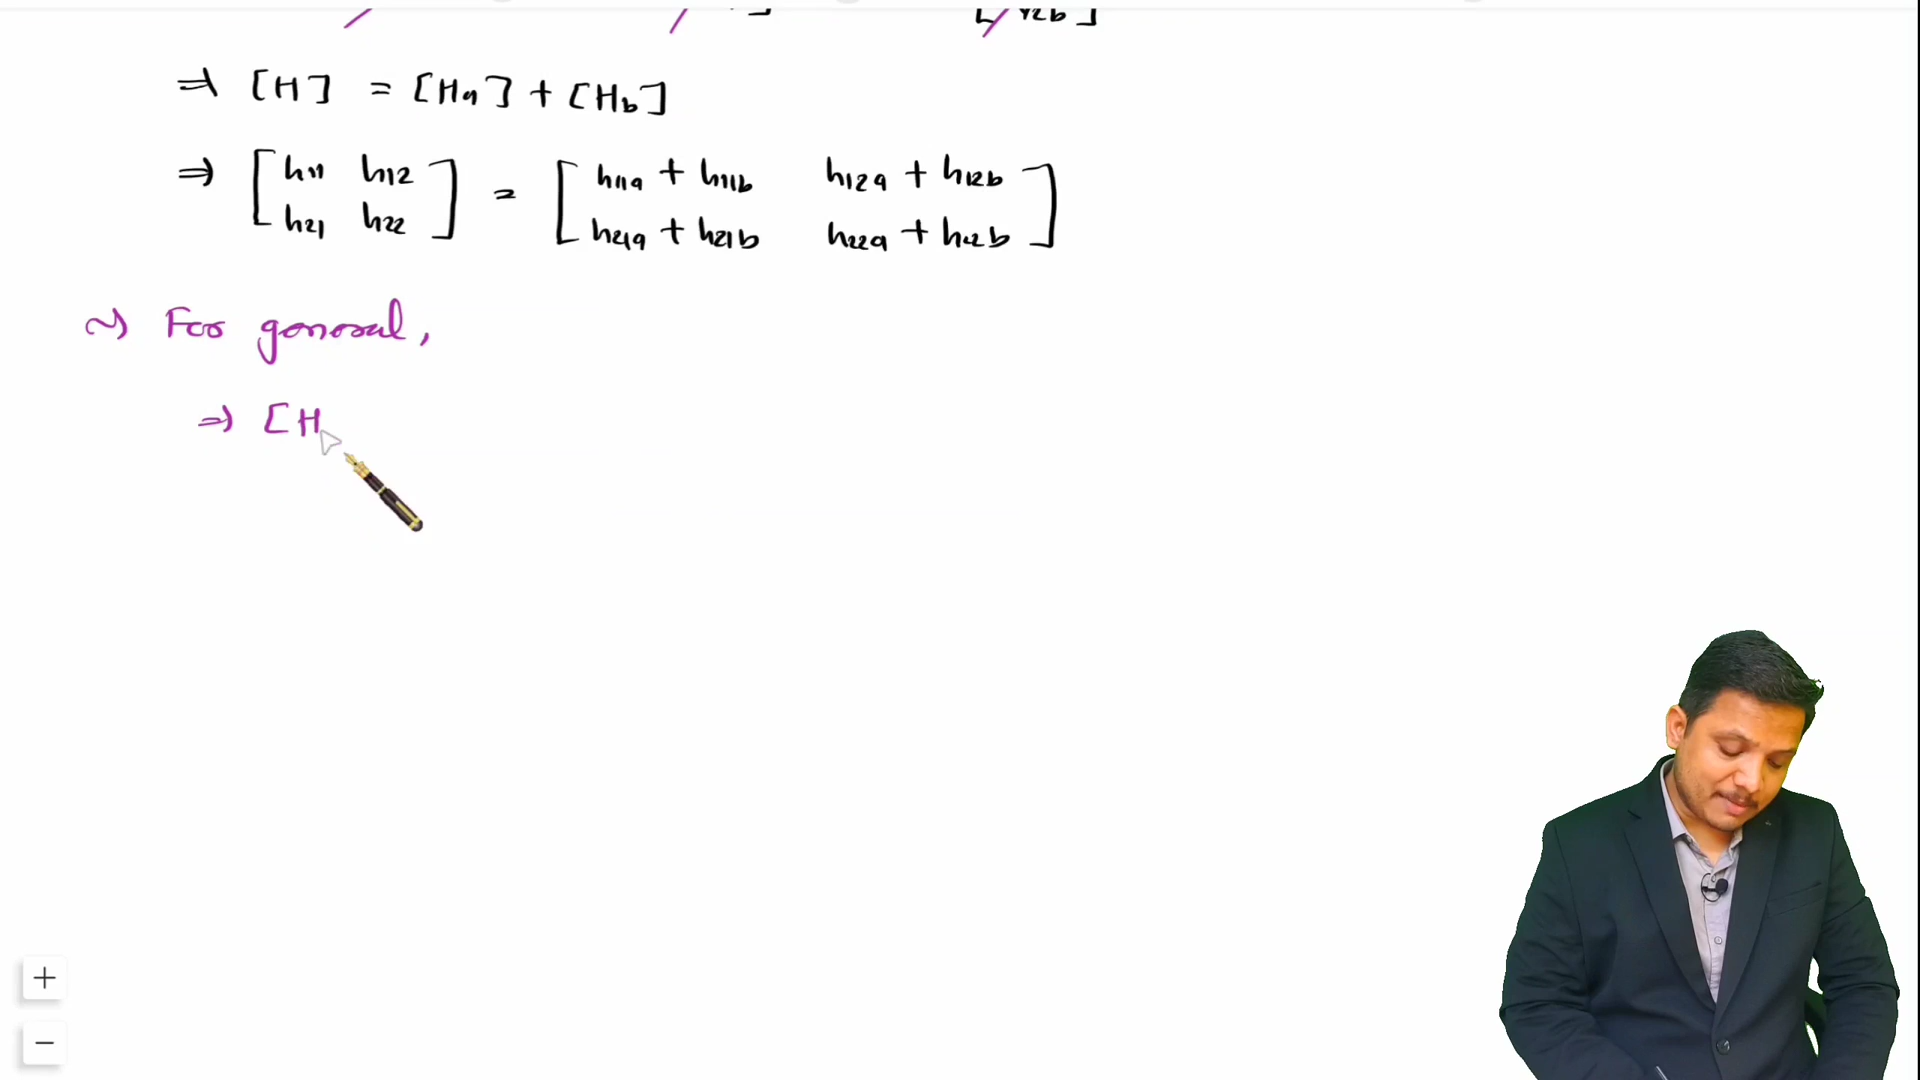 ⇒ [H] = [Ha] + [Hb]
⇒ [h11 h12 h21 h22] = [h11a + h11b h12a + h12b
h21a + h21b h22a + h22b]
~) For general,
⇒ [H
+
−